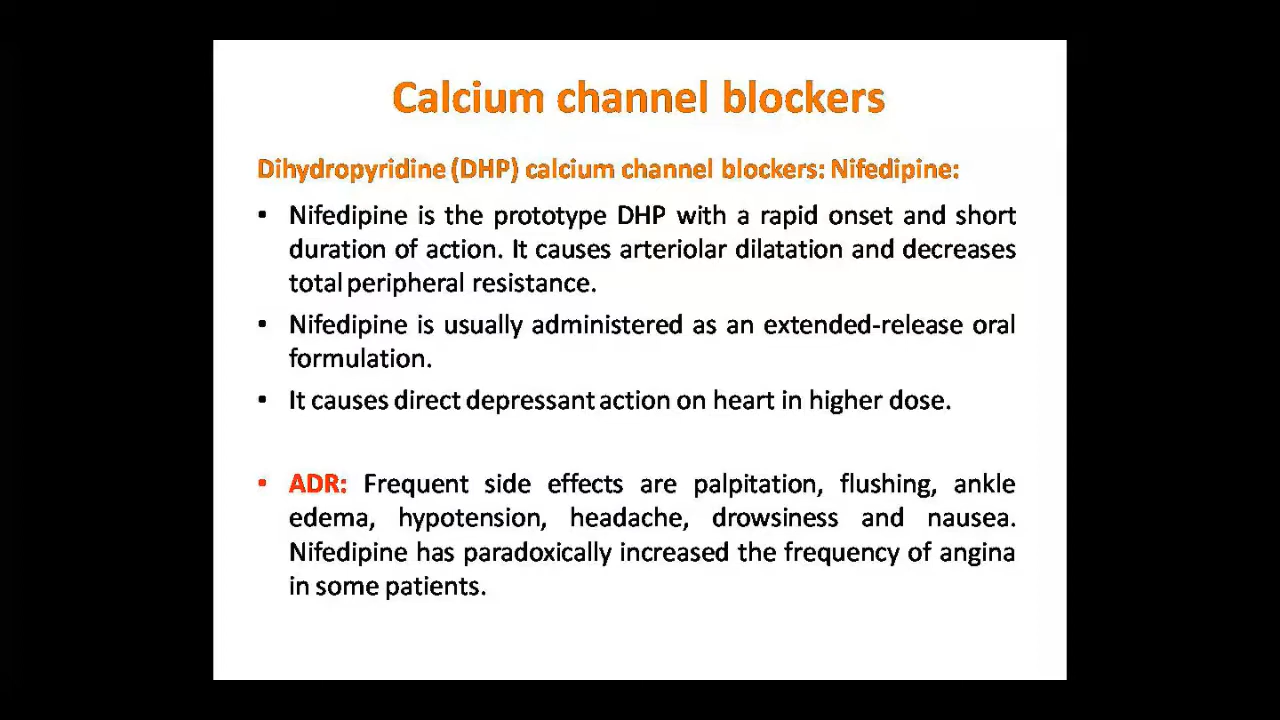 Calcium channel blockers
Dihydropyridine (DHP) calcium channel blockers: Nifedipine:
• Nifedipine is the prototype DHP with a rapid onset and short
duration of action. It causes arteriolar dilatation and decreases
total peripheral resistance.
• Nifedipine is usually administered as an extended-release oral
formulation.
• It causes direct depressant action on heart in higher dose.
• ADR: Frequent side effects are palpitation, flushing, ankle
edema, hypotension, headache, drowsiness and nausea.
Nifedipine has paradoxically increased the frequency of angina
in some patients.